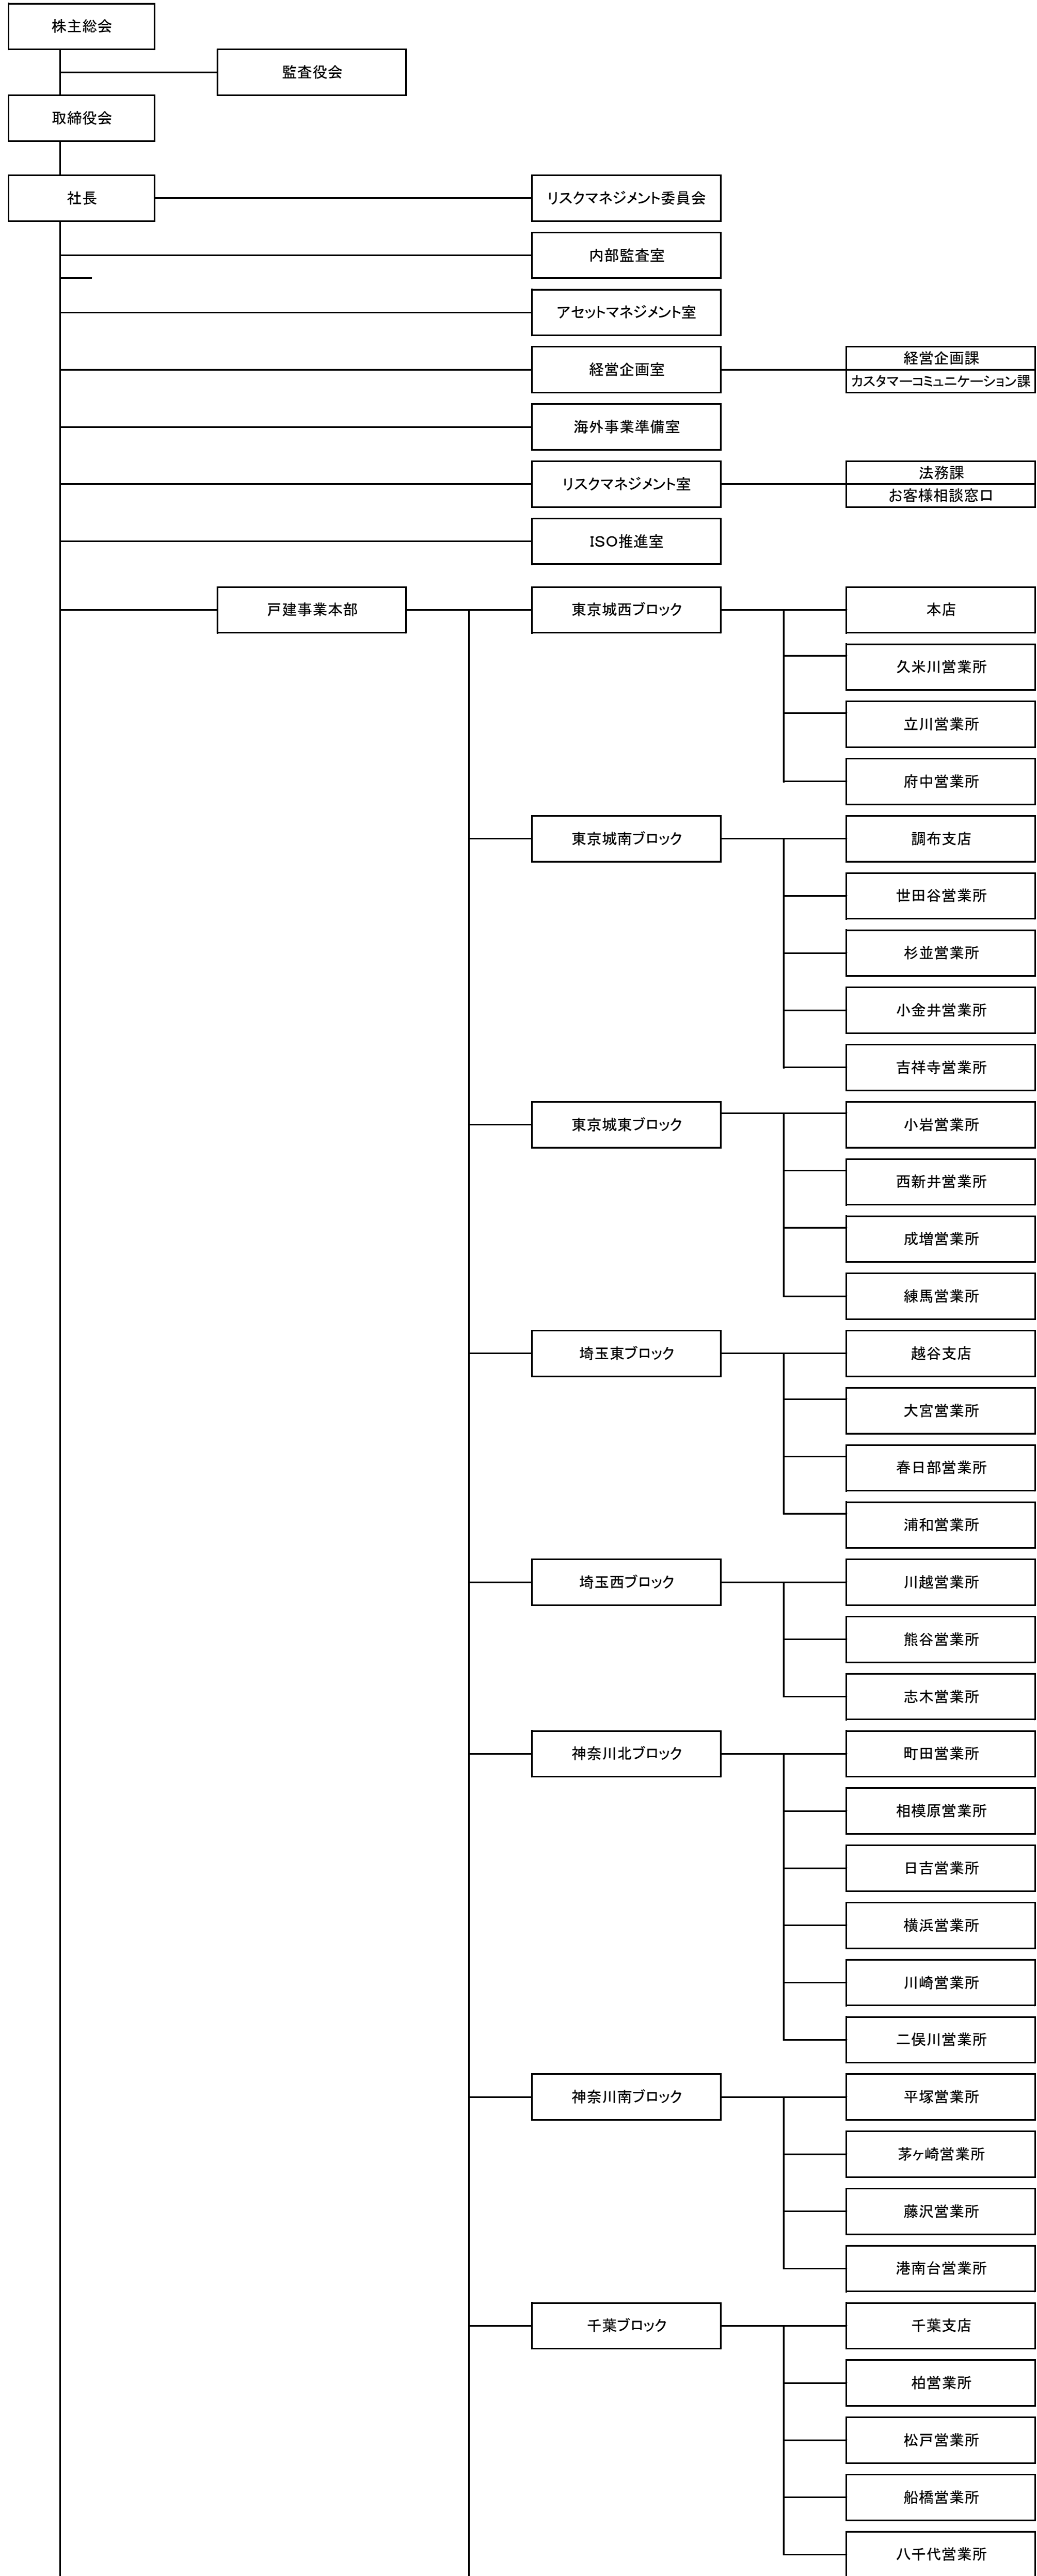 株主総会
監査役会
取締役会
社長
リスクマネジメント委員会
内部監査室
アセットマネジメント室
経営企画室
経営企画課
カスタマーコミュニケーション課
海外事業準備室
リスクマネジメント室
法務課
お客様相談窓口
ISO推進室
戸建事業本部
東京城西ブロック
本店
久米川営業所
立川営業所
府中営業所
東京城南ブロック
調布支店
世田谷営業所
杉並営業所
小金井営業所
吉祥寺営業所
東京城東ブロック
小岩営業所
西新井営業所
成増営業所
練馬営業所
埼玉東ブロック
越谷支店
大宮営業所
春日部営業所
浦和営業所
埼玉西ブロック
川越営業所
熊谷営業所
志木営業所
神奈川北ブロック
町田営業所
相模原営業所
日吉営業所
横浜営業所
川崎営業所
二俣川営業所
神奈川南ブロック
平塚営業所
茅ヶ崎営業所
藤沢営業所
港南台営業所
千葉ブロック
千葉支店
柏営業所
松戸営業所
船橋営業所
八千代営業所